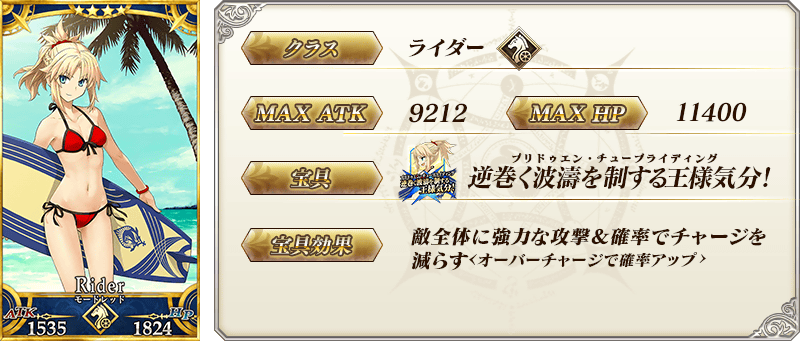 Rider
モードレッド
ATK 1535
1824 HP
クラス ライダー
MAX ATK 9212 MAX HP 11400
プリドゥエン・チューブライディング
宝具 逆巻く波濤を制する王様気分!
宝具効果 敵全体に強力な攻撃&確率でチャージを
減らす<オーバーチャージで確率アップ>